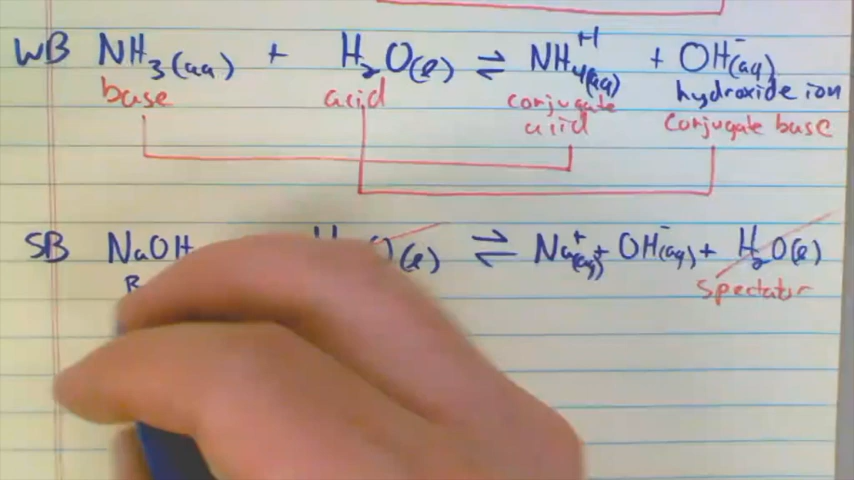 WB NH₃(aq) + H₂O(l) ⇌ NH₄⁺(aq) + OH⁻(aq)
base acid conjugate acid hydroxide ion
conjugate base
SB NaOH (l) ⇌ Na⁺(aq) + OH⁻(aq) + H₂O(l)
B spectator